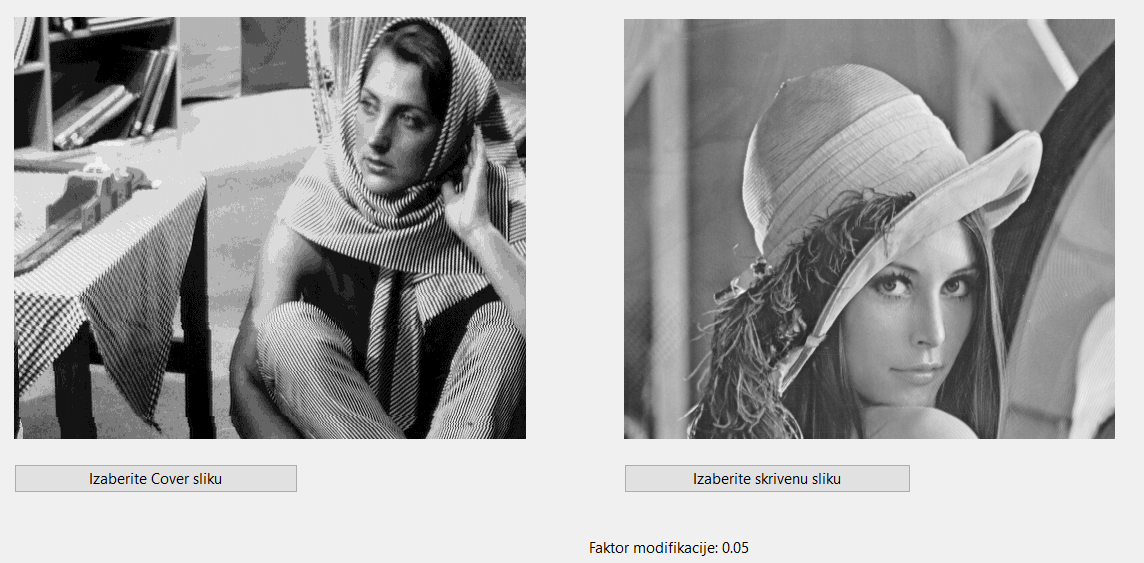 Izaberite Cover sliku
Izaberite skrivenu sliku
Faktor modifikacije: 0.05